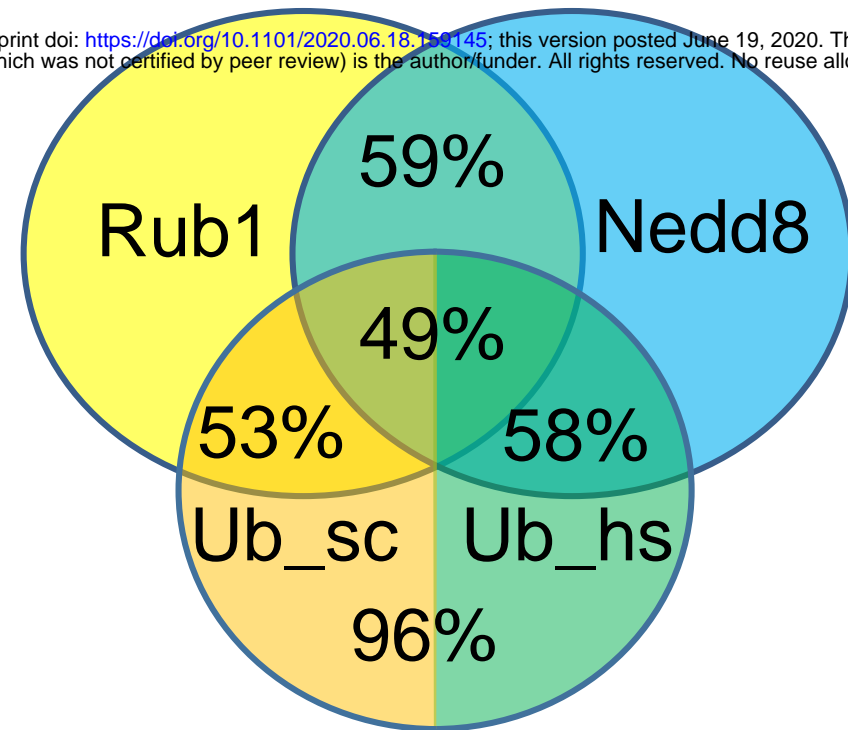 print doi: https://doi.org/10.1101/2020.06.18.159145; this version posted June 19, 2020. Th
hich was not certified by peer review) is the author/funder. All rights reserved. No reuse allo
59%
Rub1
Nedd8
49%
53%
58%
Ub_sc
Ub_hs
96%